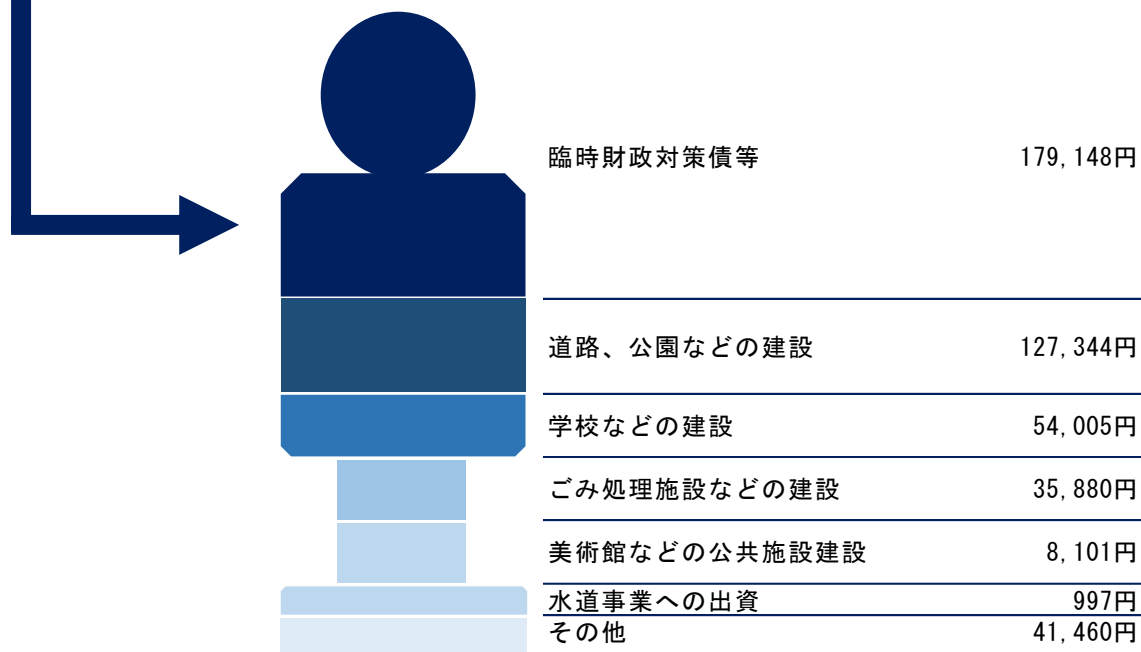 臨時財政対策債等 179,148円
道路、公園などの建設 127,344円
学校などの建設 54,005円
ごみ処理施設などの建設 35,880円
美術館などの公共施設建設 8,101円
水道事業への出資 997円
その他 41,460円